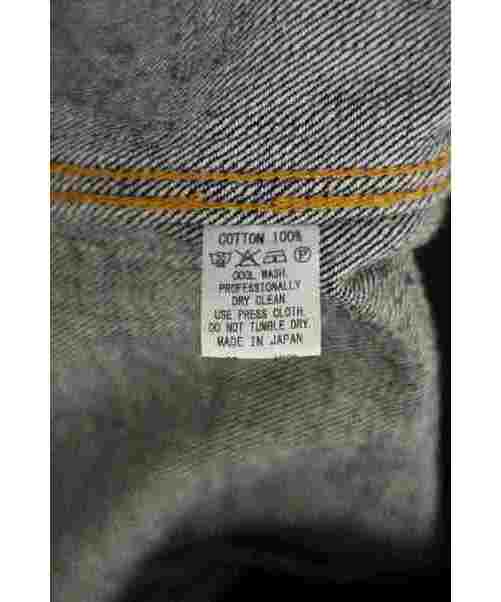 COTTON 100%
P
COOL WASH.
PROFESSIONALLY
DRY CLEAN.
USE PRESS CLOTH.
DO NOT TUMBLE DRY.
MADE IN JAPAN